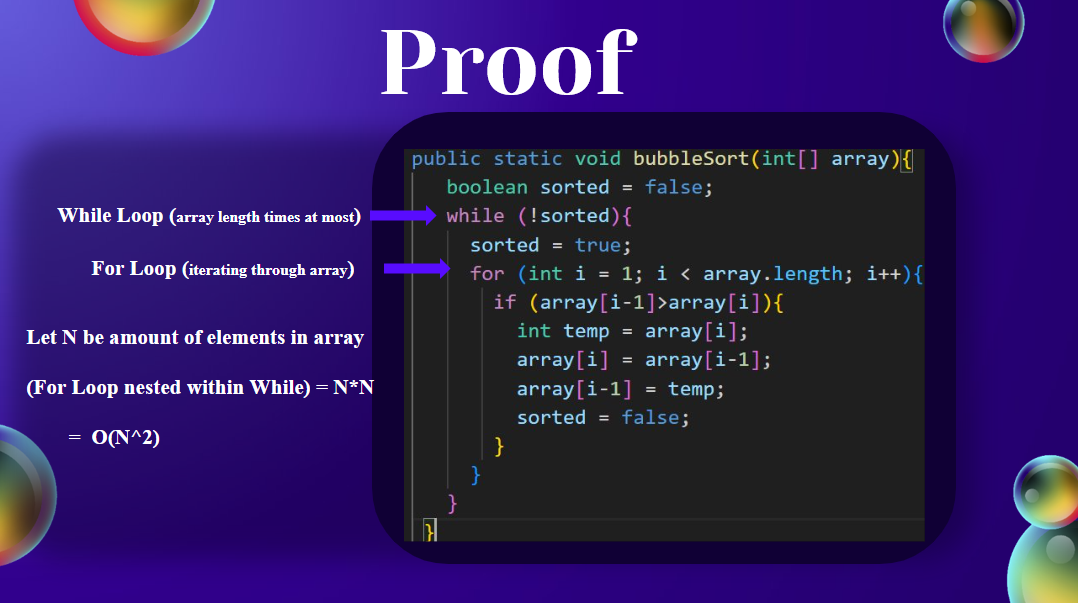 Proof
While Loop (array length times at most)
For Loop (iterating through array)
Let N be amount of elements in array
(For Loop nested within While) = N*N
= O(N^2)
public static void bubbleSort(int[] array){
boolean sorted = false;
while (!sorted){
sorted = true;
for (int i = 1; i < array.length; i++){
if (array[i-1]>array[i]){
int temp = array[i];
array[i] = array[i-1];
array[i-1] = temp;
sorted = false;
}
}
}
}